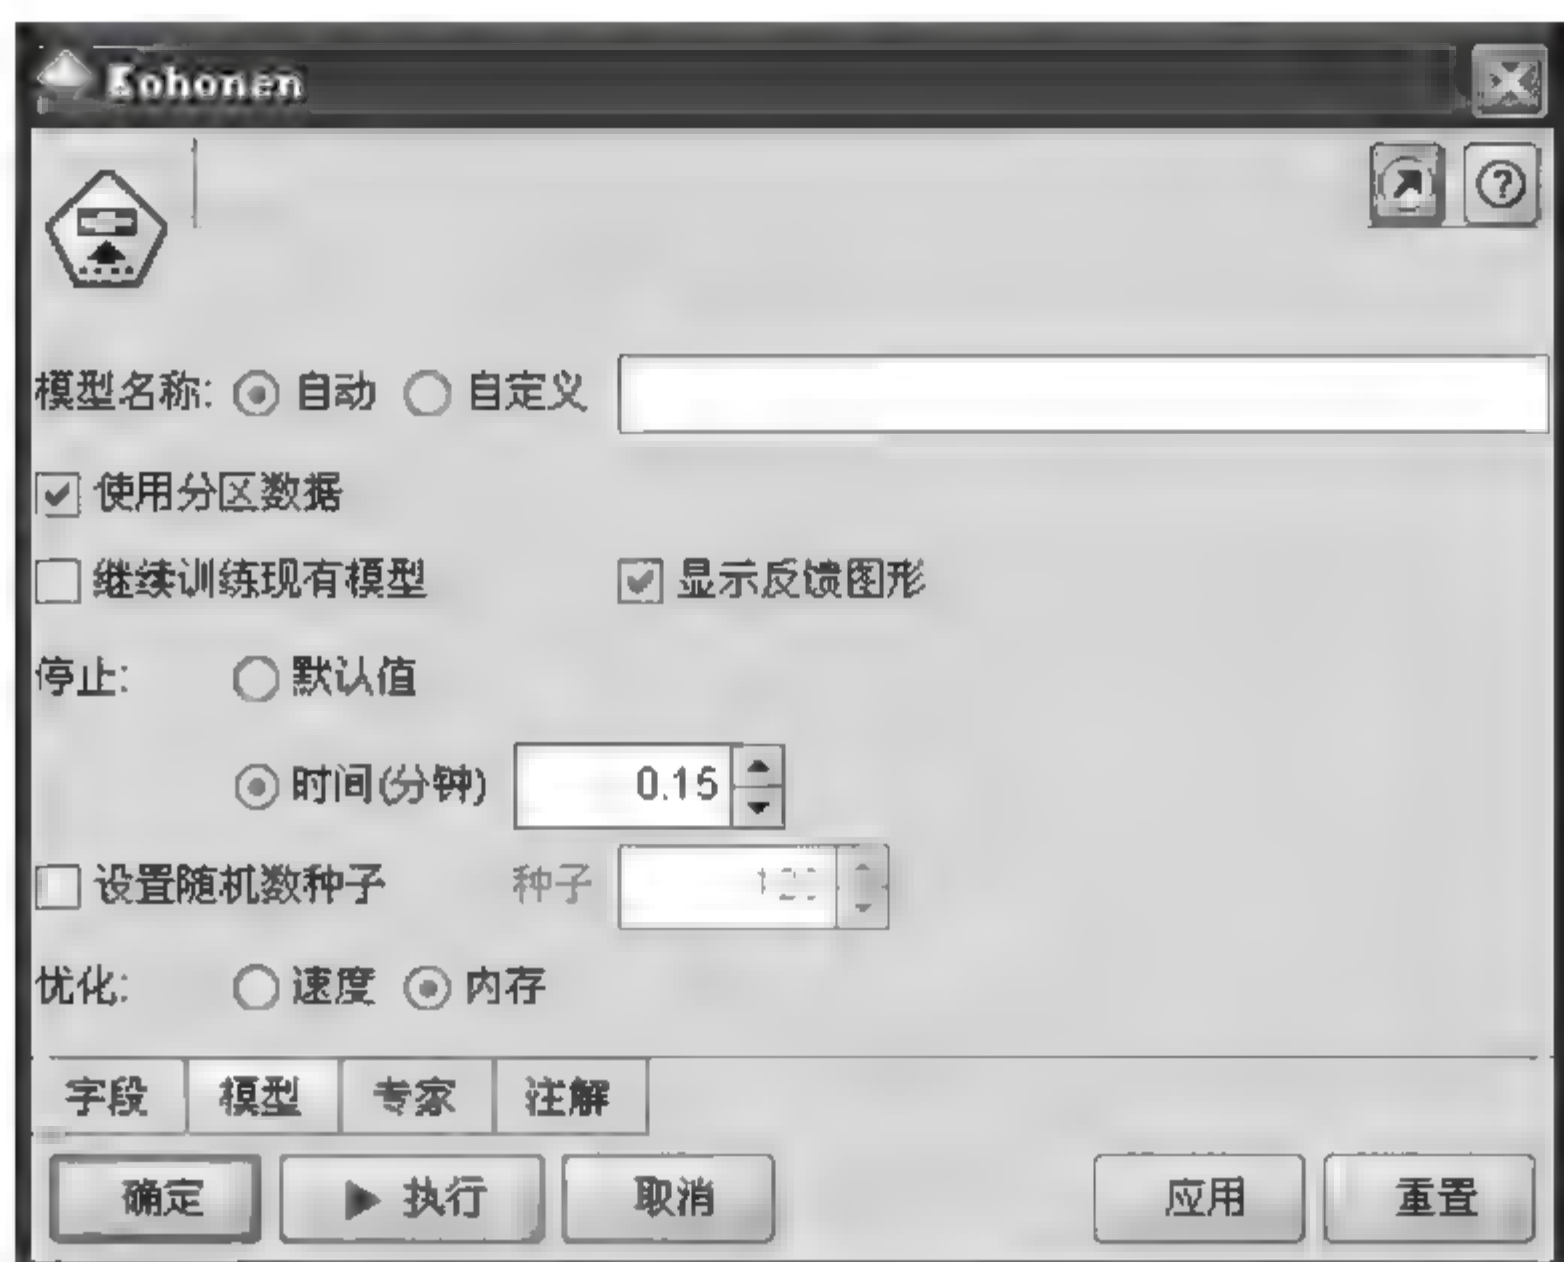 Kohonen
模型名称: 自动 自定义
使用分区数据
继续训练现有模型 显示反馈图形
停止: 默认值
时间(分钟) 0.15
设置随机数种子 种子
优化: 速度 内存
字段 模型 专家 注解
确定 执行 取消 应用 重置